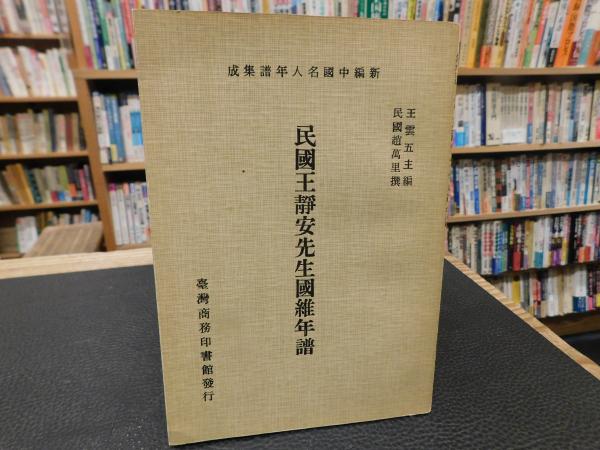 新編中國名人年譜集成
王雲五主編
民國趙萬里撰
民國王靜安先生國維年譜
臺灣商務印書館發行